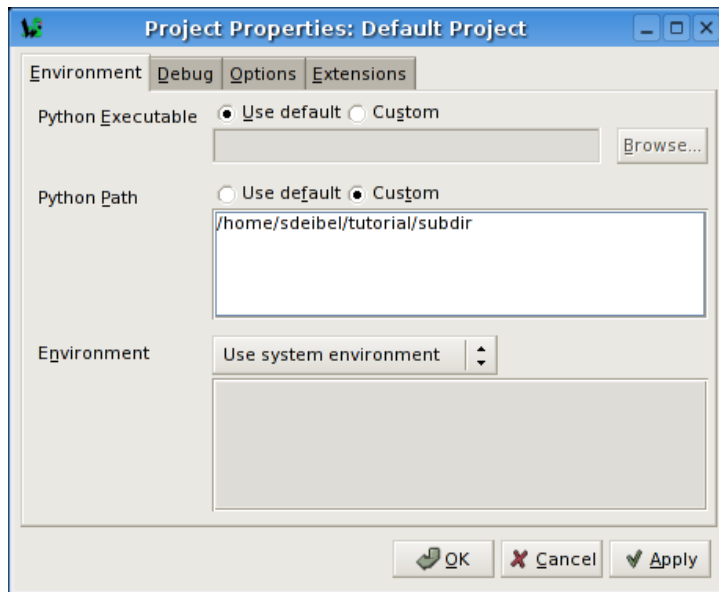 Project Properties: Default Project
Environment Debug Options Extensions
Python Executable Use default Custom
Browse...
Python Path Use default Custom
/home/sdeibel/tutorial/subdir
Environment Use system environment
OK Cancel Apply